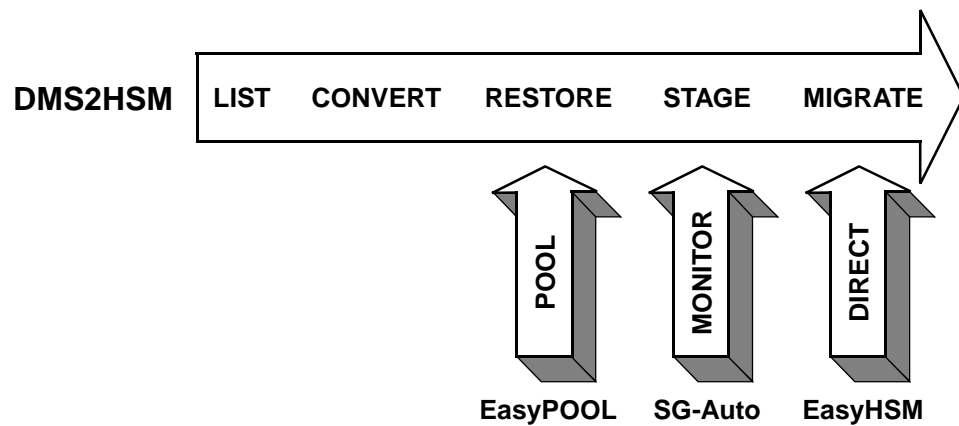 DMS2HSM LIST CONVERT RESTORE STAGE MIGRATE
POOL MONITOR DIRECT
EasyPOOL SG-Auto EasyHSM